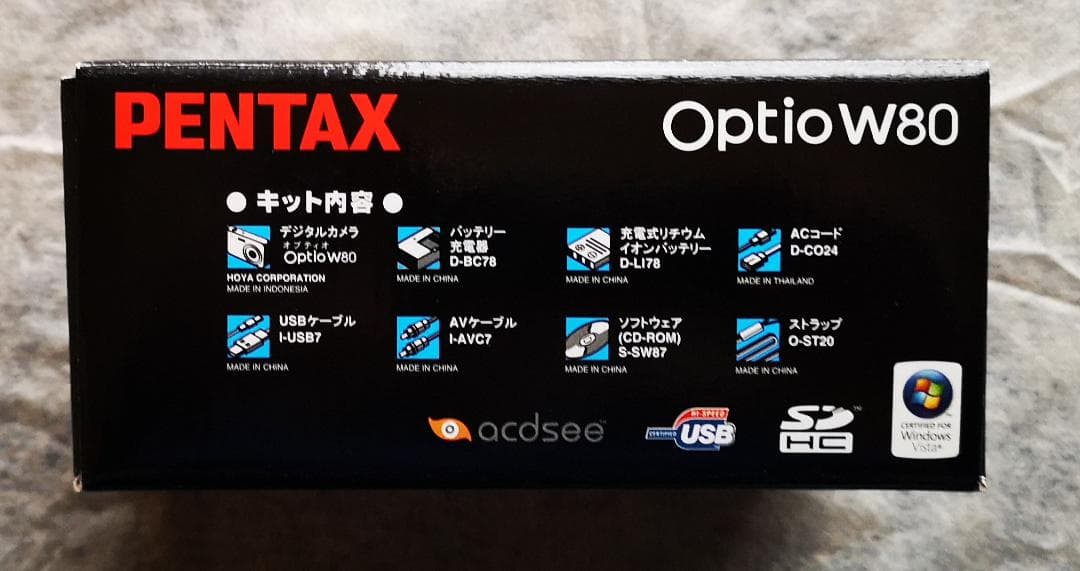 PENTAX
Optio W80
● キット内容 ●
デジタルカメラ
オプティオ
Optio W80
HOYA CORPORATION
MADE IN INDONESIA
バッテリー
充電器
D-BC78
MADE IN CHINA
充電式リチウム
イオンバッテリー
D-LI78
MADE IN CHINA
ACコード
D-CO24
MADE IN THAILAND
USBケーブル
I-USB7
MADE IN CHINA
AVケーブル
I-AVC7
MADE IN CHINA
ソフトウェア
(CD-ROM)
S-SW87
MADE IN CHINA
ストラップ
O-ST20
MADE IN CHINA
acdsee™
HI-SPEED
CERTIFIED USB
SD™
HC
CERTIFIED FOR
Windows
Vista®